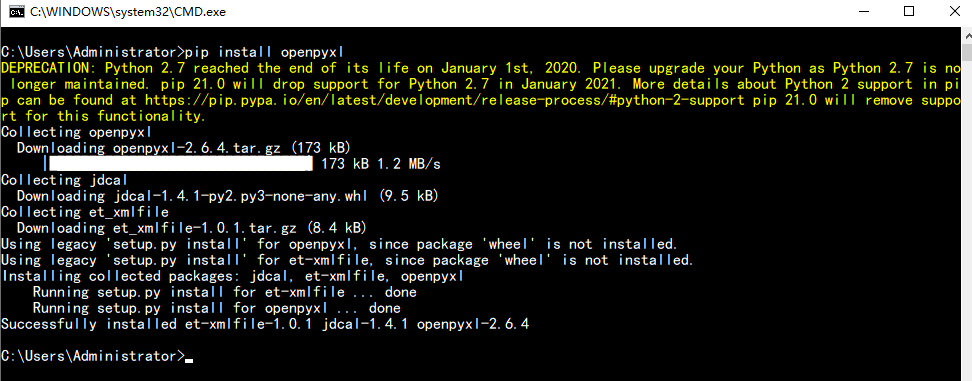 C:\WINDOWS\system32\CMD.exe
C:\Users\Administrator>pip install openpyxl
DEPRECATION: Python 2.7 reached the end of its life on January 1st, 2020. Please upgrade your Python as Python 2.7 is no
 longer maintained. pip 21.0 will drop support for Python 2.7 in January 2021. More details about Python 2 support in pi
p can be found at https://pip.pypa.io/en/latest/development/release-process/#python-2-support pip 21.0 will remove suppo
rt for this functionality.
Collecting openpyxl
  Downloading openpyxl-2.6.4.tar.gz (173 kB)
     | 173 kB 1.2 MB/s
Collecting jdcal
  Downloading jdcal-1.4.1-py2.py3-none-any.whl (9.5 kB)
Collecting et_xmlfile
  Downloading et_xmlfile-1.0.1.tar.gz (8.4 kB)
Using legacy 'setup.py install' for openpyxl, since package 'wheel' is not installed.
Using legacy 'setup.py install' for et-xmlfile, since package 'wheel' is not installed.
Installing collected packages: jdcal, et-xmlfile, openpyxl
    Running setup.py install for et-xmlfile ... done
    Running setup.py install for openpyxl ... done
Successfully installed et-xmlfile-1.0.1 jdcal-1.4.1 openpyxl-2.6.4
C:\Users\Administrator>